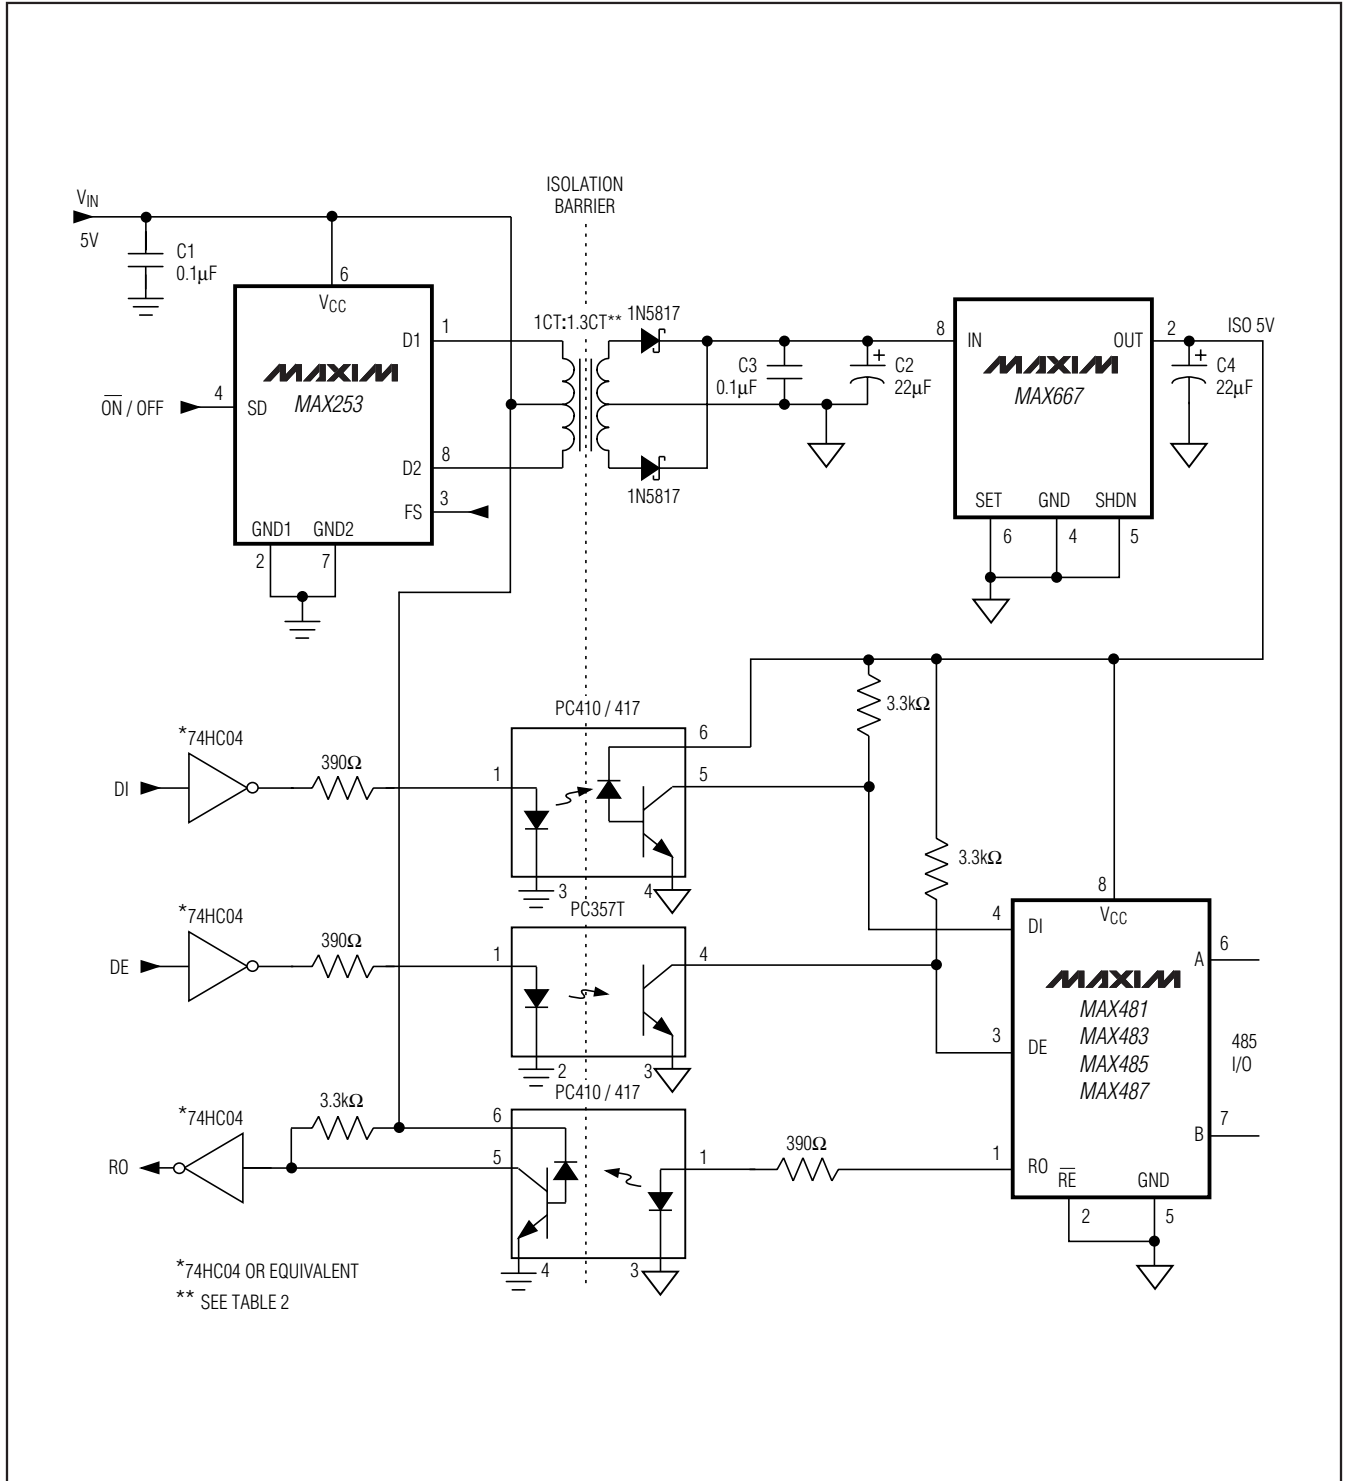 ISOLATION
BARRIER
VIN
5V
C1
0.1µF
6
VCC
D1
1
MAXIM
MAX253
ON / OFF
4
SD
D2
8
FS
3
GND1
GND2
2
7
1CT:1.3CT**
1N5817
1N5817
C3
0.1µF
+
C2
22µF
8
IN
OUT
2
ISO 5V
MAXIM
MAX667
+
C4
22µF
SET
GND
SHDN
6
4
5
PC410 / 417
3.3kΩ
*74HC04
DI
390Ω
1
6
5
3
4
3.3kΩ
PC357T
*74HC04
DE
390Ω
1
4
2
3
8
VCC
4
DI
A
6
MAXIM
MAX481
MAX483
MAX485
MAX487
3
DE
485
I/O
B
7
1
RO
RE
GND
2
5
PC410 / 417
*74HC04
3.3kΩ
RO
6
5
1
390Ω
4
3
*74HC04 OR EQUIVALENT
** SEE TABLE 2